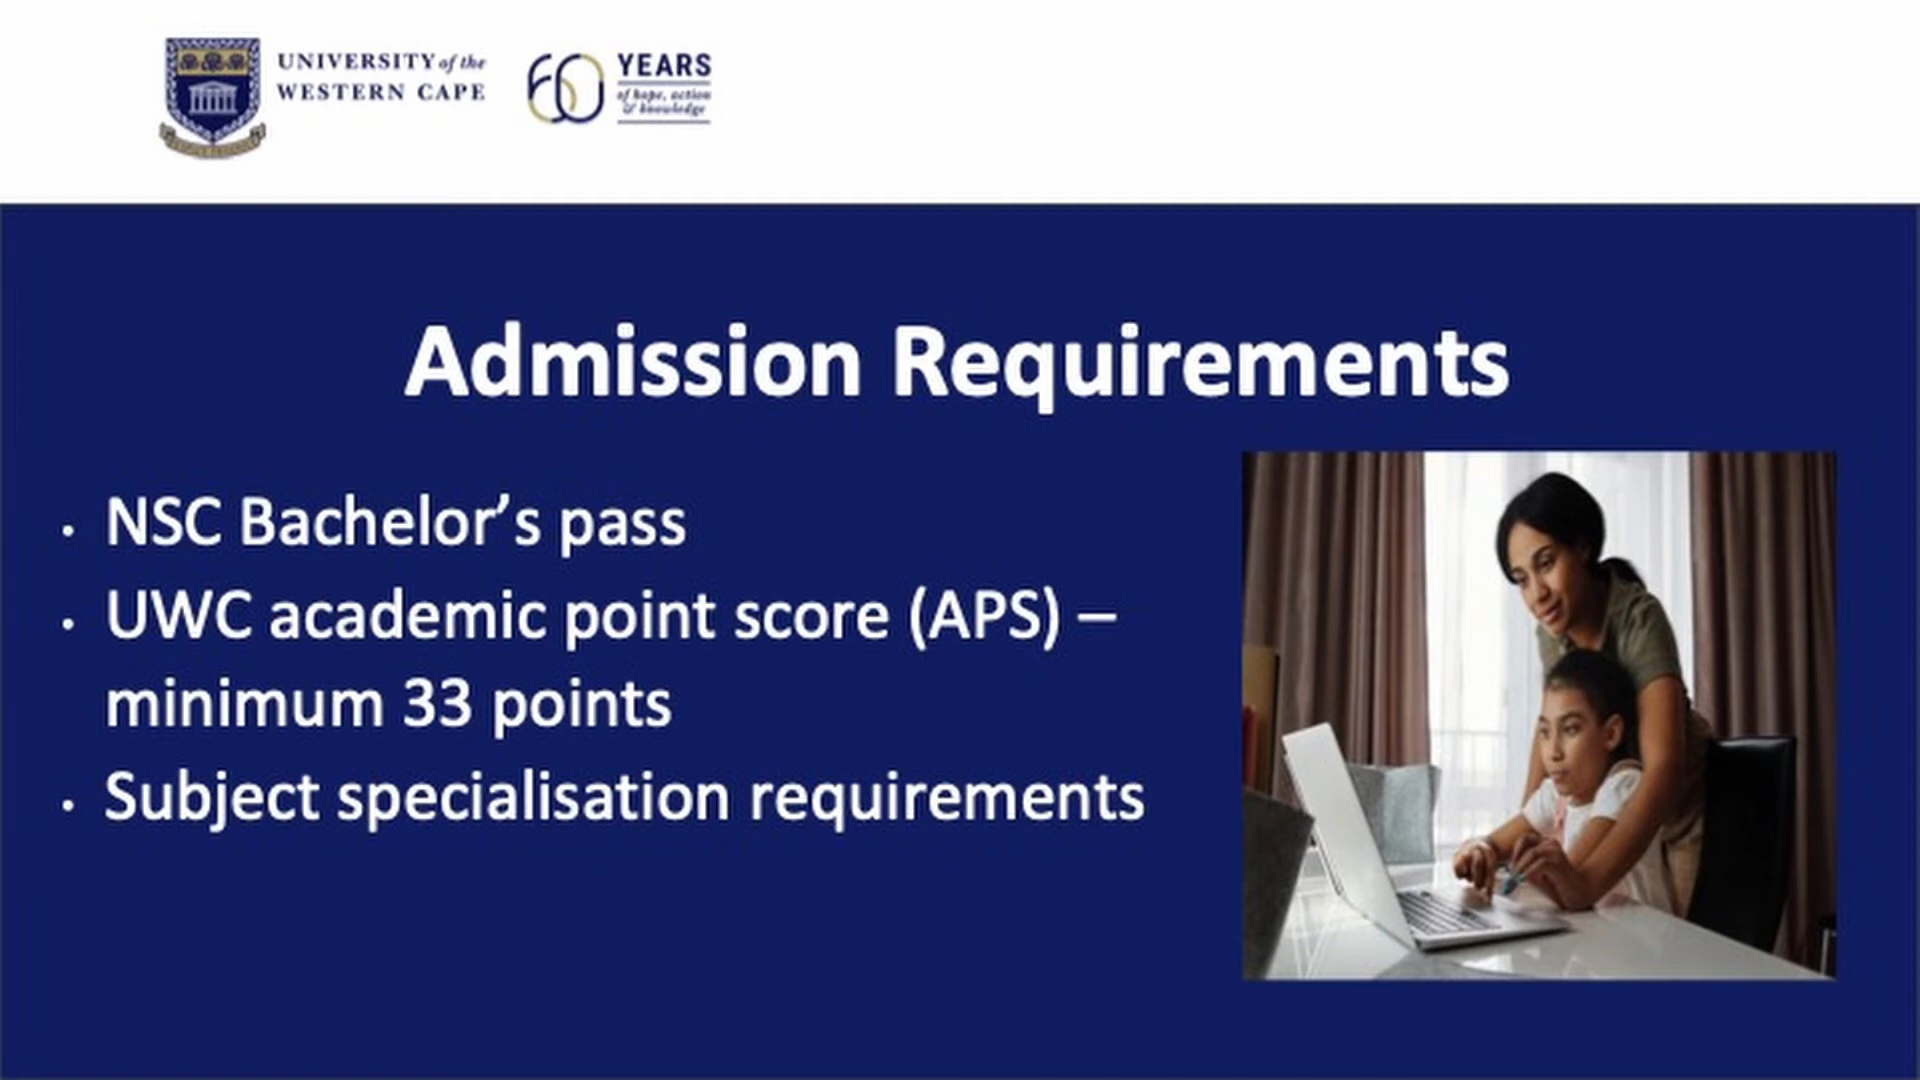 UNIVERSITY of the
WESTERN CAPE
60 YEARS
of hope, action
& knowledge
Admission Requirements
• NSC Bachelor’s pass
• UWC academic point score (APS) –
minimum 33 points
• Subject specialisation requirements